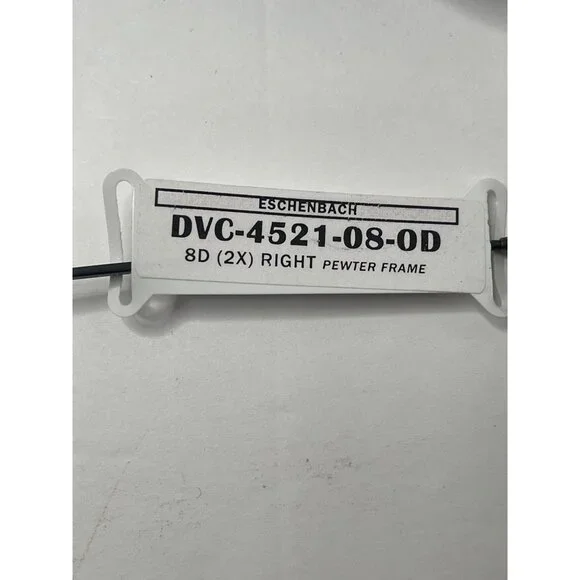 ESCHENBACH
DVC-4521-08-OD
8D (2X) RIGHT PEWTER FRAME